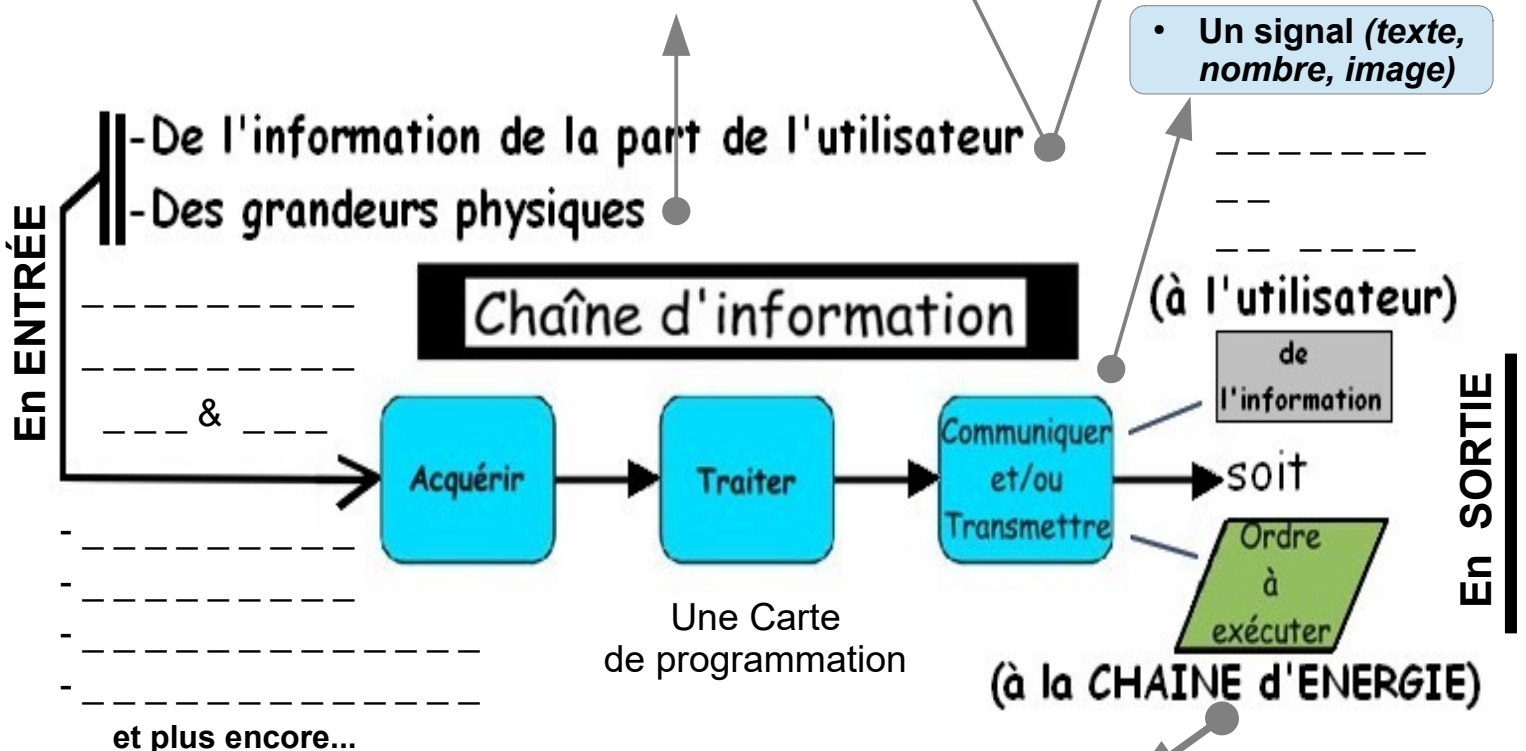 • Un signal (texte,
nombre, image)
-De l'information de la part de l'utilisateur
-Des grandeurs physiques
En ENTRÉE
_ _ _ _ _ _ _
_ _
_ _ _ _ _ _
Chaîne d'information
(à l'utilisateur)
_ _ _ _ _ _ _ _ _
_ _ _ _ _ _ _ _ _
_ _ _ & _ _ _
de
l'information
Acquérir
Traiter
Communiquer
et/ou
Transmettre
soit
Ordre
à
exécuter
En SORTIE
- _ _ _ _ _ _ _ _ _
- _ _ _ _ _ _ _ _ _
- _ _ _ _ _ _ _ _ _ _ _ _ _
- _ _ _ _ _ _ _ _ _ _ _ _ _
Une Carte
de programmation
(à la CHAINE d'ENERGIE)
et plus encore...